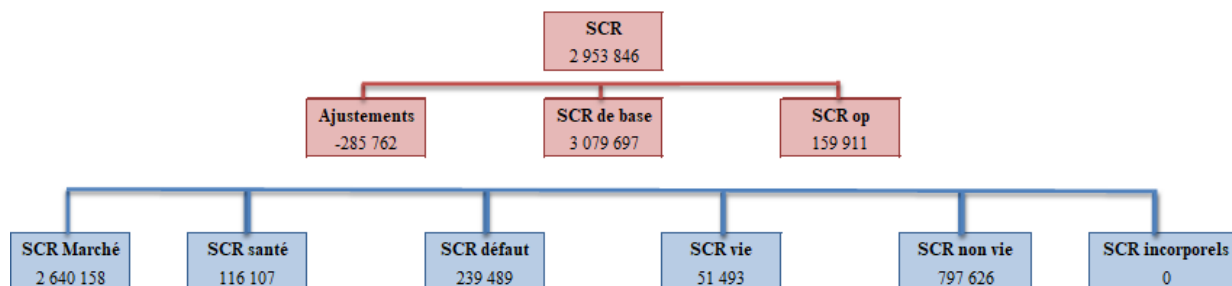 SCR
2 953 846
Ajustements
-285 762
SCR de base
3 079 697
SCR op
159 911
SCR Marché
2 640 158
SCR santé
116 107
SCR défaut
239 489
SCR vie
51 493
SCR non vie
797 626
SCR incorporels
0